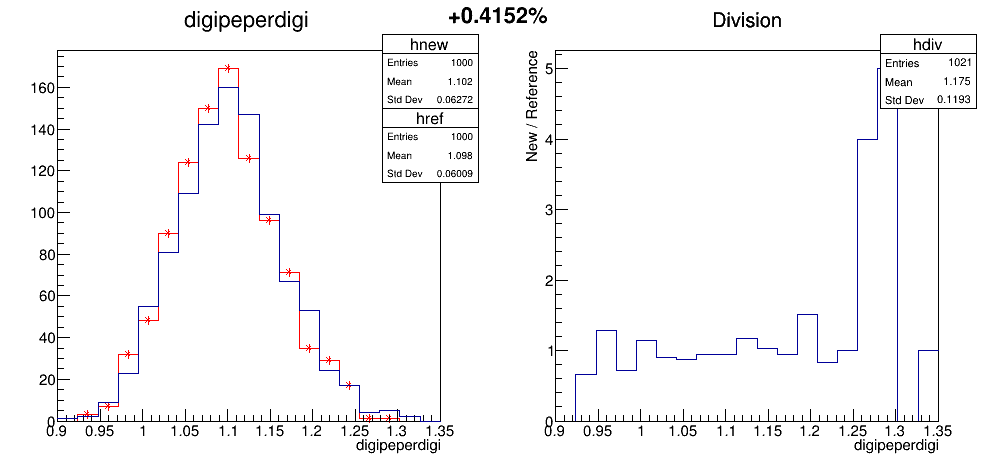 digipeperdigi
+0.4152%
Division
hnew
Entries 1000
Mean 1.102
Std Dev 0.06272
href
Entries 1000
Mean 1.098
Std Dev 0.06009
160
140
120
100
80
60
40
20
0
0.9 0.95 1 1.05 1.1 1.15 1.2 1.25 1.3 1.35
digipeperdigi
hdiv
Entries 1021
Mean 1.175
Std Dev 0.1193
New / Reference
5
4
3
2
1
0
0.9 0.95 1 1.05 1.1 1.15 1.2 1.25 1.3 1.35
digipeperdigi